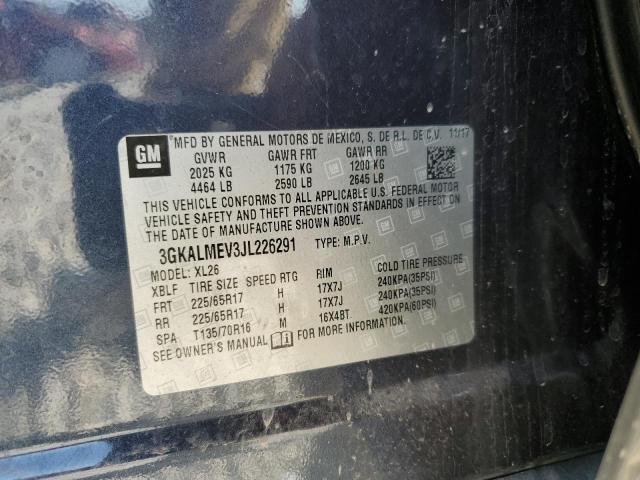 GM
MFD BY GENERAL MOTORS DE MEXICO, S. DE R.L. DE C.V. 11/17
GVWR GAWR FRT GAWR RR
2025 KG 1175 KG 1200 KG
4464 LB 2590 LB 2645 LB
THIS VEHICLE CONFORMS TO ALL APPLICABLE U.S. FEDERAL MOTOR
VEHICLE SAFETY AND THEFT PREVENTION STANDARDS IN EFFECT ON
THE DATE OF MANUFACTURE SHOWN ABOVE.
3GKALMEV3JL226291 TYPE: M.P.V.
MODEL: XL26
XBLF TIRE SIZE SPEED RTG RIM COLD TIRE PRESSURE
FRT 225/65R17 H 17X7J 240KPA(35PSI)
RR 225/65R17 H 17X7J 240KPA(35PSI)
SPA T135/70R16 M 16X4BT 420KPA(60PSI)
SEE OWNER'S MANUAL FOR MORE INFORMATION.